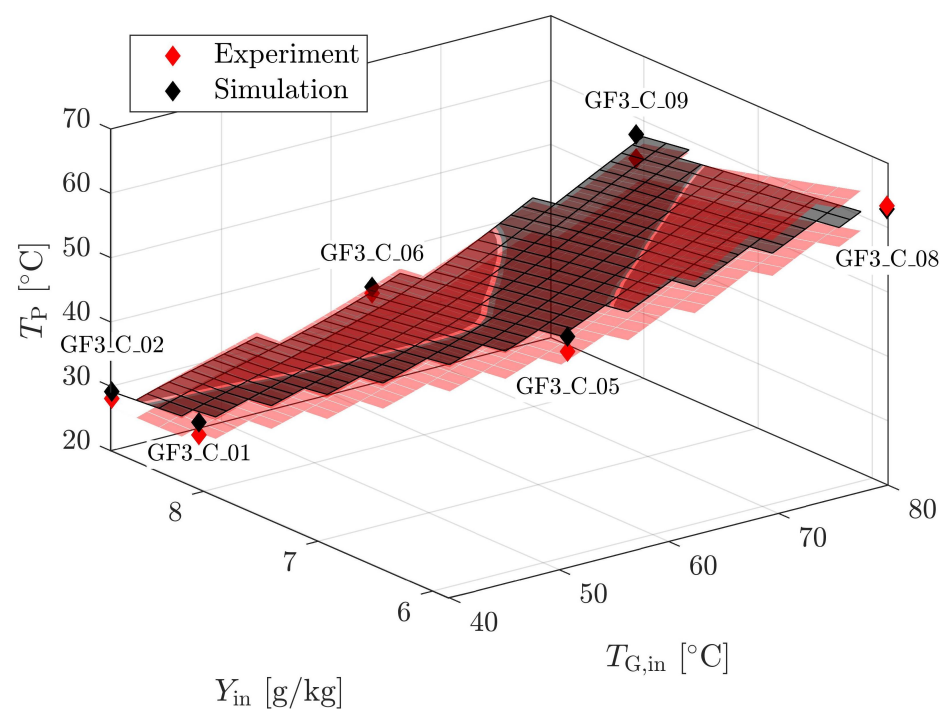 Experiment
Simulation
GF3_C_09
70
60
50
40
30
20
T_P [°C]
GF3_C_06
GF3_C_02
GF3_C_08
GF3_C_05
GF3_C_01
8
7
6
40
50
60
70
80
T_G,in [°C]
Y_in [g/kg]